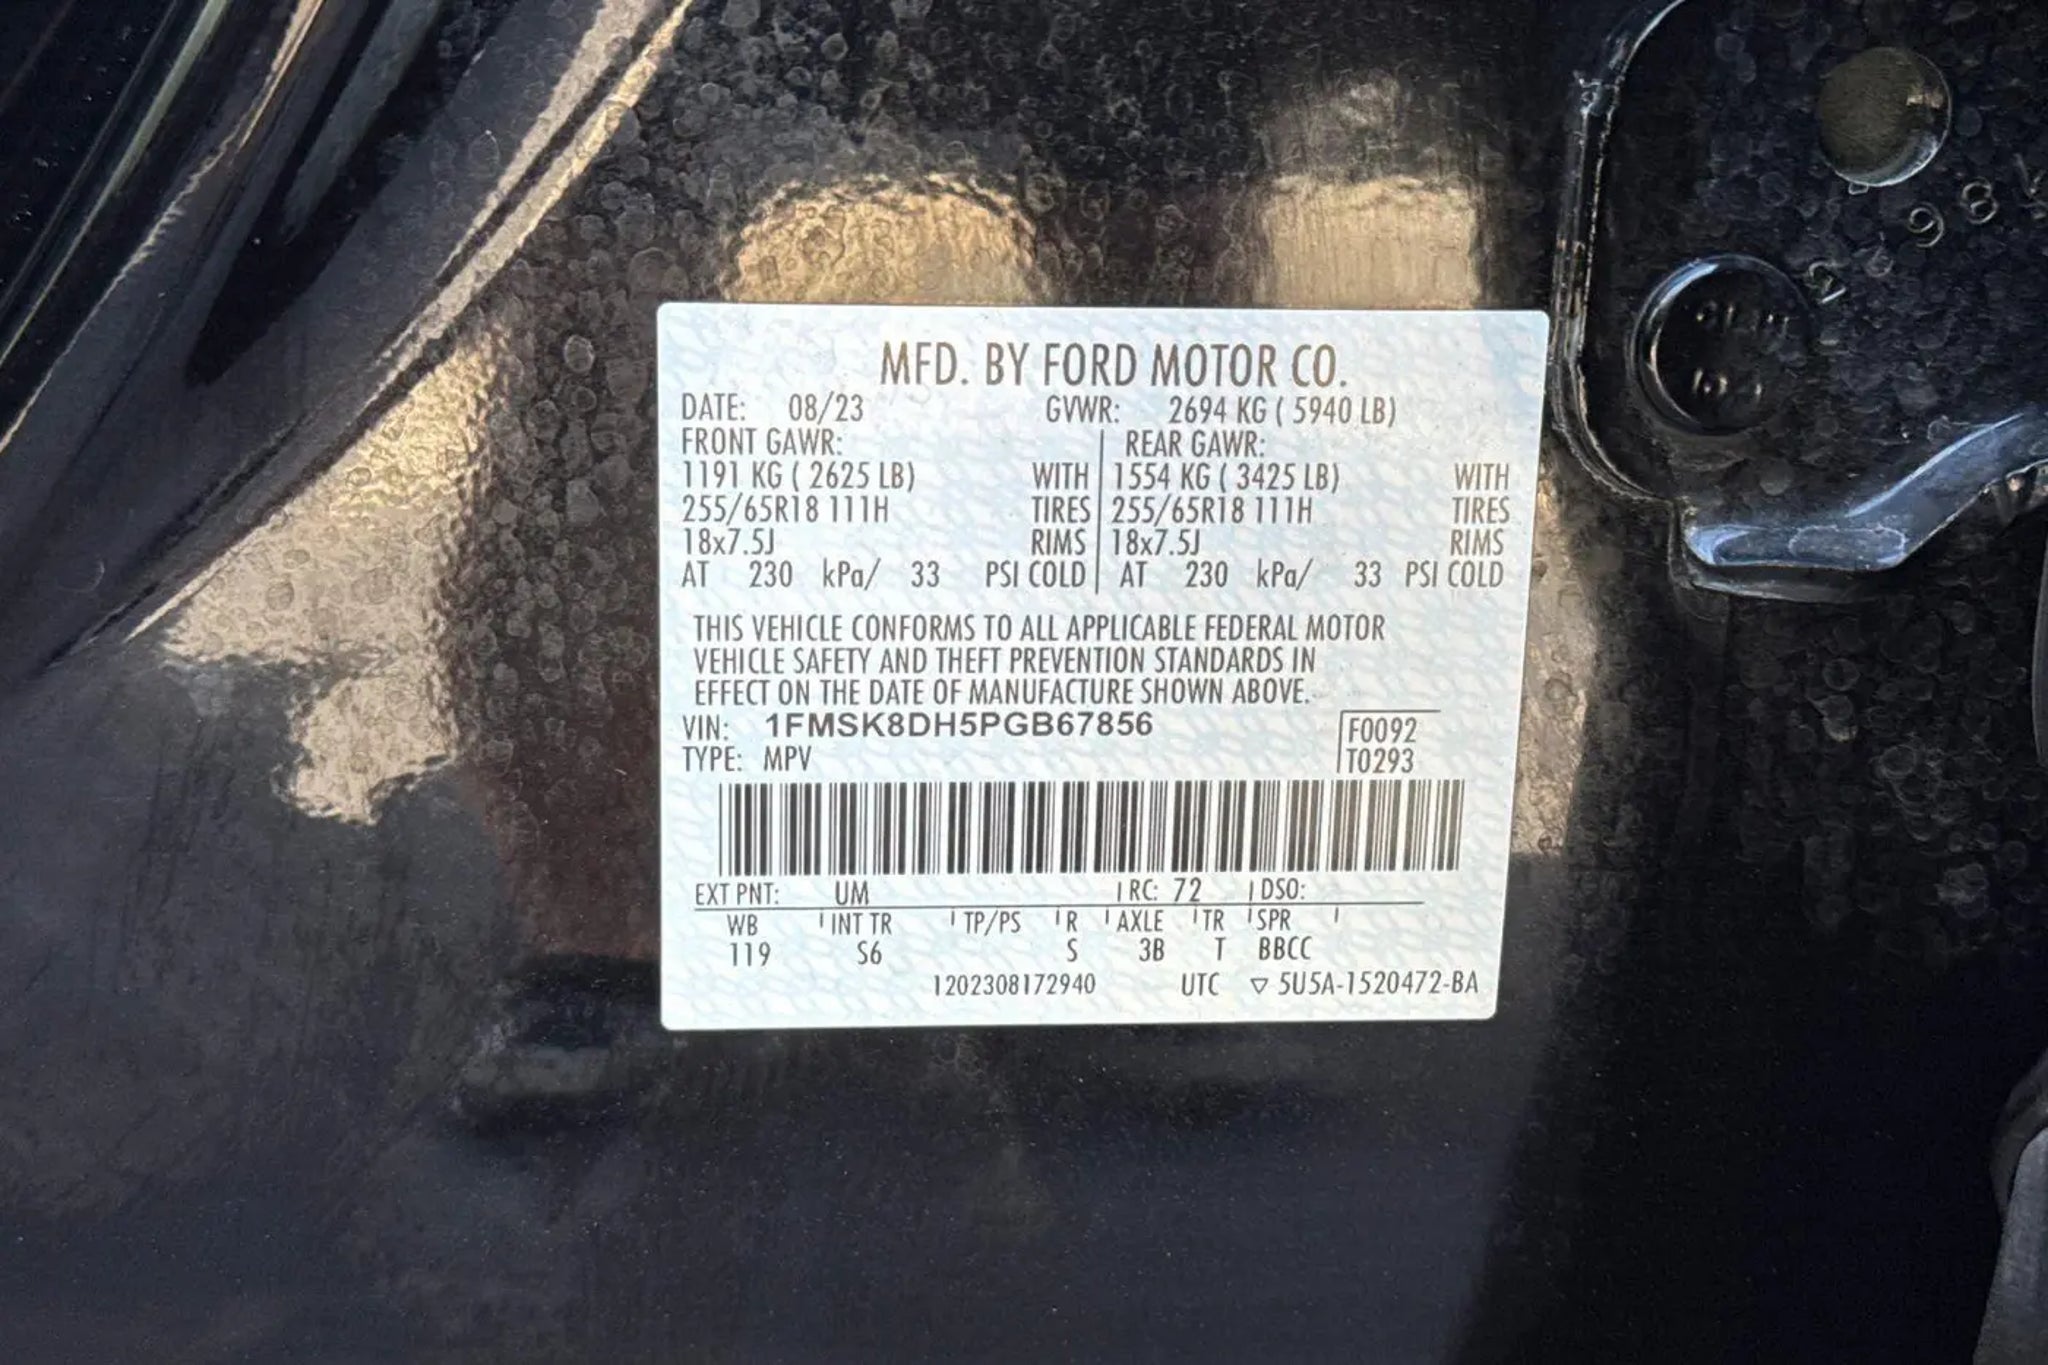 MFD. BY FORD MOTOR CO.
DATE: 08/23 GVWR: 2694 KG ( 5940 LB)
FRONT GAWR: REAR GAWR:
1191 KG ( 2625 LB) WITH 1554 KG ( 3425 LB) WITH
255/65R18 111H TIRES 255/65R18 111H TIRES
18x7.5J RIMS 18x7.5J RIMS
AT 230 kPa/ 33 PSI COLD AT 230 kPa/ 33 PSI COLD
THIS VEHICLE CONFORMS TO ALL APPLICABLE FEDERAL MOTOR
VEHICLE SAFETY AND THEFT PREVENTION STANDARDS IN
EFFECT ON THE DATE OF MANUFACTURE SHOWN ABOVE.
VIN: 1FMSK8DH5PGB67856 F0092
TYPE: MPV T0293
EXT PNT: UM RC: 72 DSO:
WB INT TR TP/PS R AXLE TR SPR
119 S6 S 3B T BBCC
1202308172940 UTC ▽ 5U5A-1520472-BA